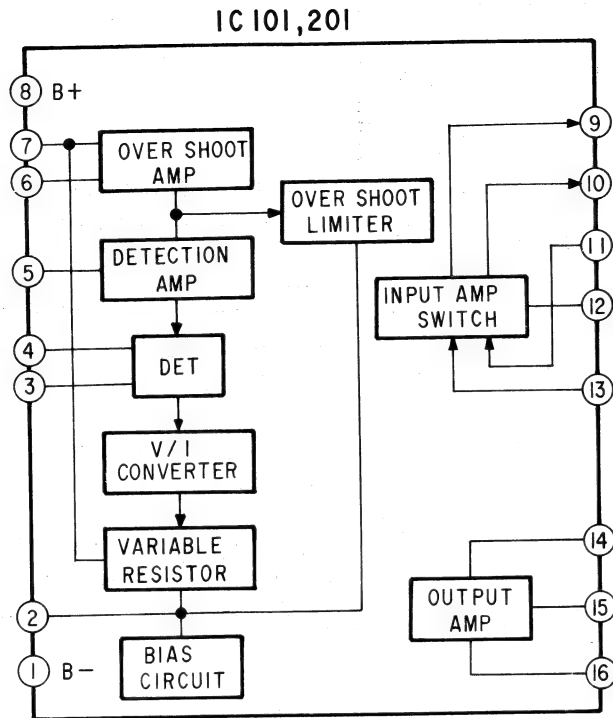 IC101,201
8 B+
7
6
5
4
3
2
1 B-
OVER SHOOT
AMP
OVER SHOOT
LIMITER
DETECTION
AMP
DET
V/I
CONVERTER
VARIABLE
RESISTOR
BIAS
CIRCUIT
INPUT AMP
SWITCH
OUTPUT
AMP
9
10
11
12
13
14
15
16